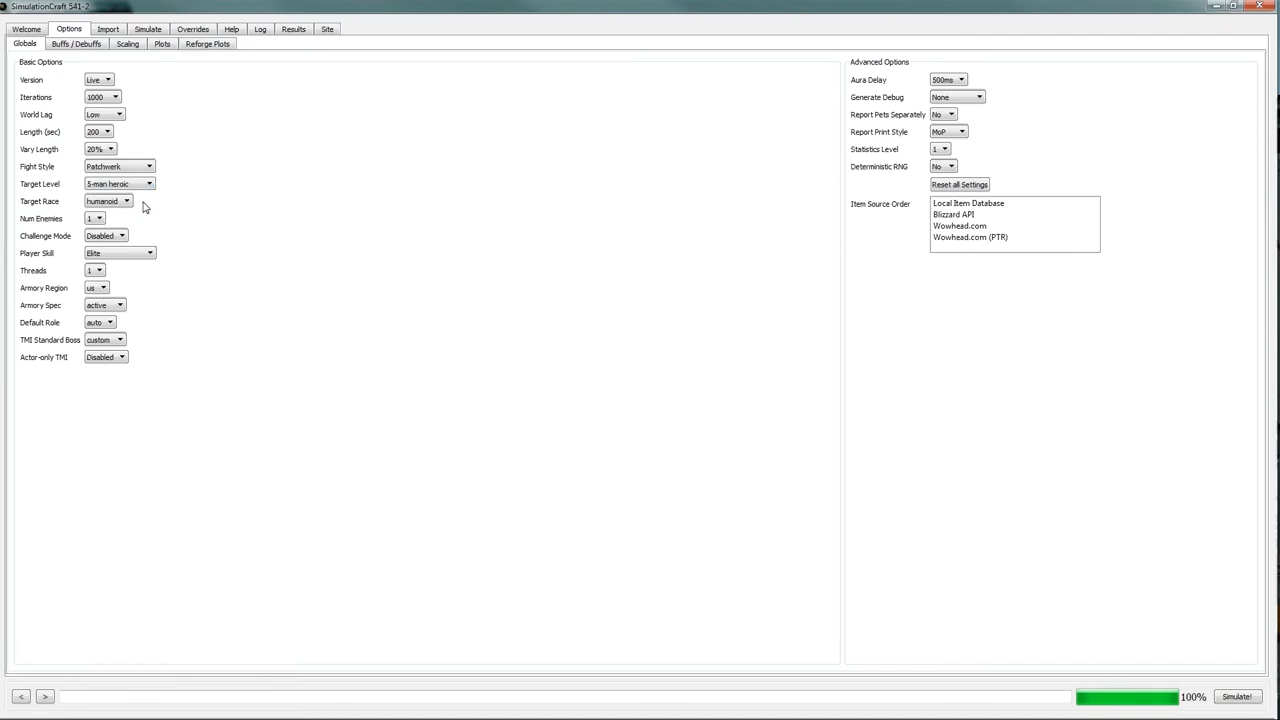 SimulationCraft 541-2
Welcome Options Import Simulate Overrides Help Log Results Site
Globals Buffs / Debuffs Scaling Plots Reforge Plots
Basic Options
Version Live
Iterations 1000
World Lag Low
Length (sec) 200
Vary Length 20%
Fight Style Patchwerk
Target Level 5-man heroic
Target Race humanoid
Num Enemies 1
Challenge Mode Disabled
Player Skill Elite
Threads 1
Armory Region us
Armory Spec active
Default Role auto
TMI Standard Boss custom
Actor-only TMI Disabled
Advanced Options
Aura Delay 500ms
Generate Debug None
Report Pets Separately No
Report Print Style MoP
Statistics Level 1
Deterministic RNG No
Reset all Settings
Item Source Order
Local Item Database
Blizzard API
Wowhead.com
Wowhead.com (PTR)
< > 100% Simulate!